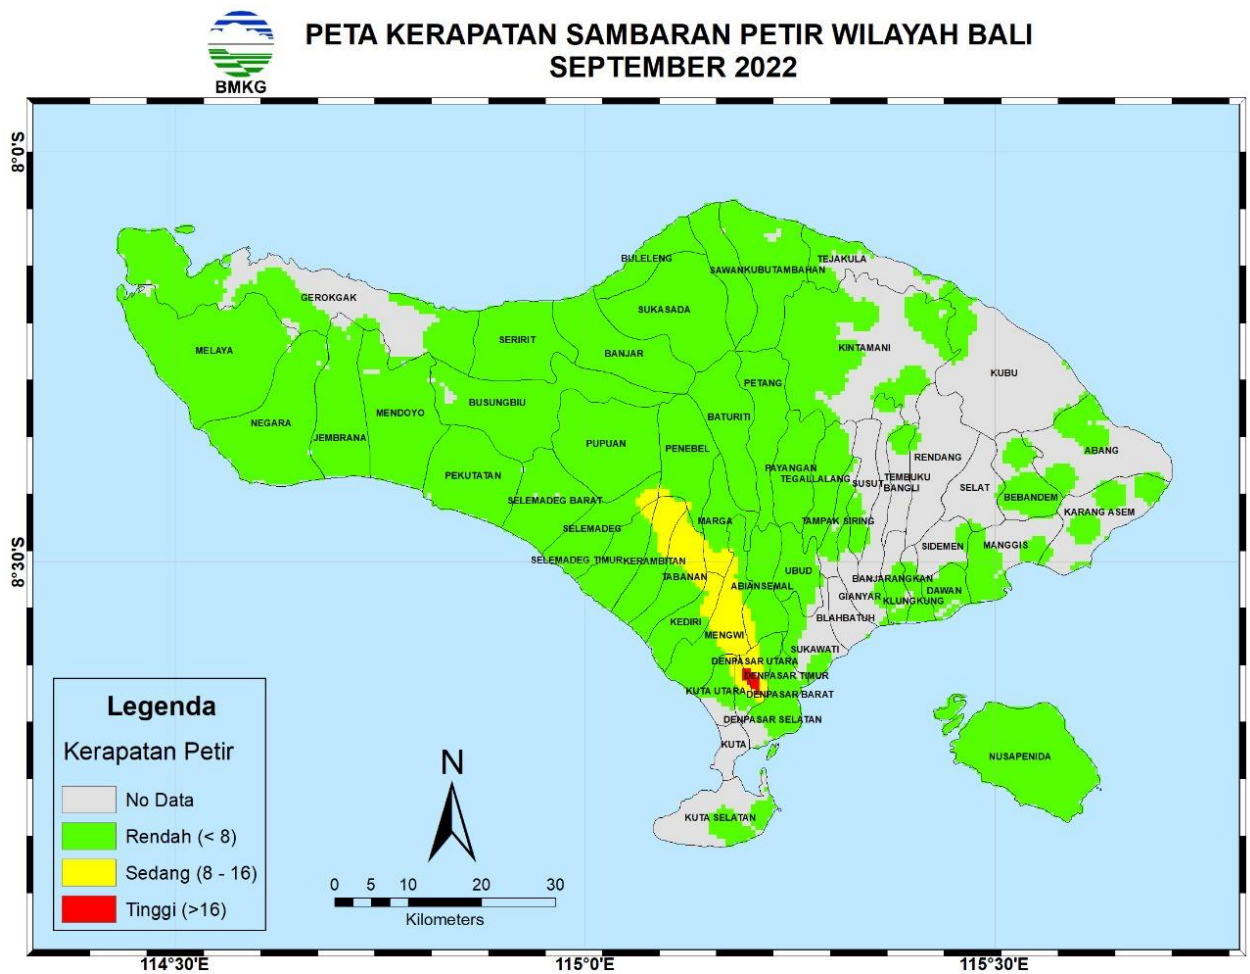 PETA KERAPATAN SAMBARAN PETIR WILAYAH BALI
SEPTEMBER 2022
BMKG
8°0'S
8°30'S
BULELENG
TEJAKULA
SAWAN
KUBUTAMBAHAN
GEROKGAK
SUKASADA
SERIRIT
KINTAMANI
MELAYA
BANJAR
KUBU
PETANG
BUSUNGBIU
MENDOYO
BATURITI
NEGARA
JEMBRANA
PUPUAN
PENEBEL
ABANG
RENDANG
PAYANGAN
PEKUTATAN
TEGALLALANG
TEMBUKU
SUSUT
BANGLI
SELAT
BEBANDEM
SELEMADEG BARAT
KARANG ASEM
MARGA
TAMPAK SIRING
SELEMADEG
SIDEMEN
MANGGIS
SELEMADEG TIMUR
KERAMBITAN
UBUD
TABANAN
BANJARANGKAN
ABIANSEMAL
DAWAN
GIANYAR
KLUNGKUNG
BLAHBATUH
KEDIRI
MENGWI
SUKAWATI
DENPASAR UTARA
DENPASAR TIMUR
KUTA UTARA
DENPASAR BARAT
DENPASAR SELATAN
KUTA
NUSAPENIDA
KUTA SELATAN
Legenda
Kerapatan Petir
No Data
Rendah (< 8)
Sedang (8 - 16)
Tinggi (>16)
N
0 5 10 20 30
Kilometers
114°30'E
115°0'E
115°30'E